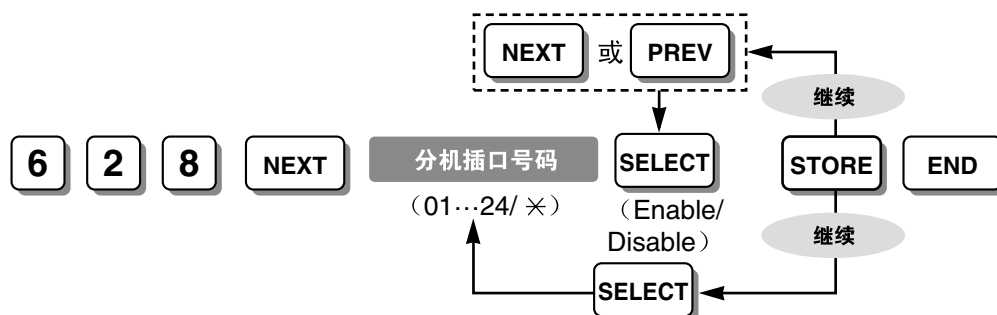 NEXT 或 PREV
继续
6 2 8 NEXT 分机插口号码 SELECT STORE END
（01…24/ ✳）
（Enable/
Disable）
继续
SELECT